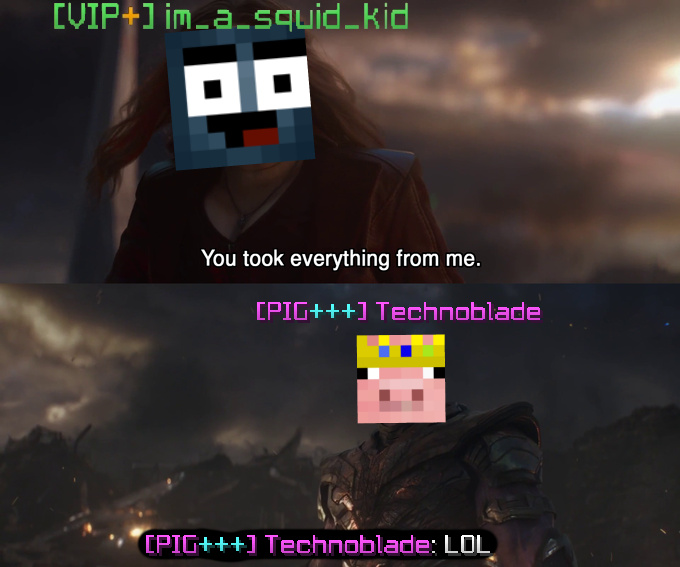 [VIP+] im_a_squid_kid
You took everything from me.
[PIG+++] Technoblade
[PIG+++] Technoblade: LOL